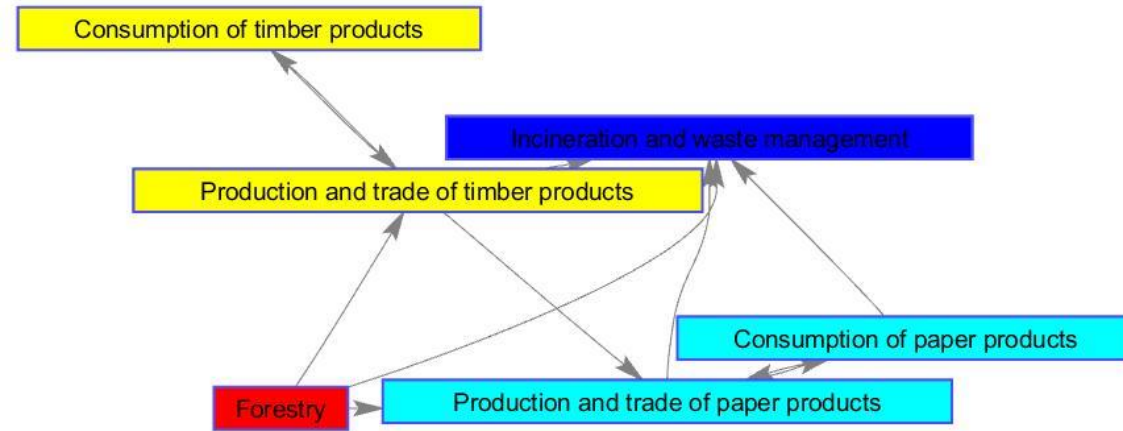 Consumption of timber products
Incineration and waste management
Production and trade of timber products
Consumption of paper products
Production and trade of paper products
Forestry